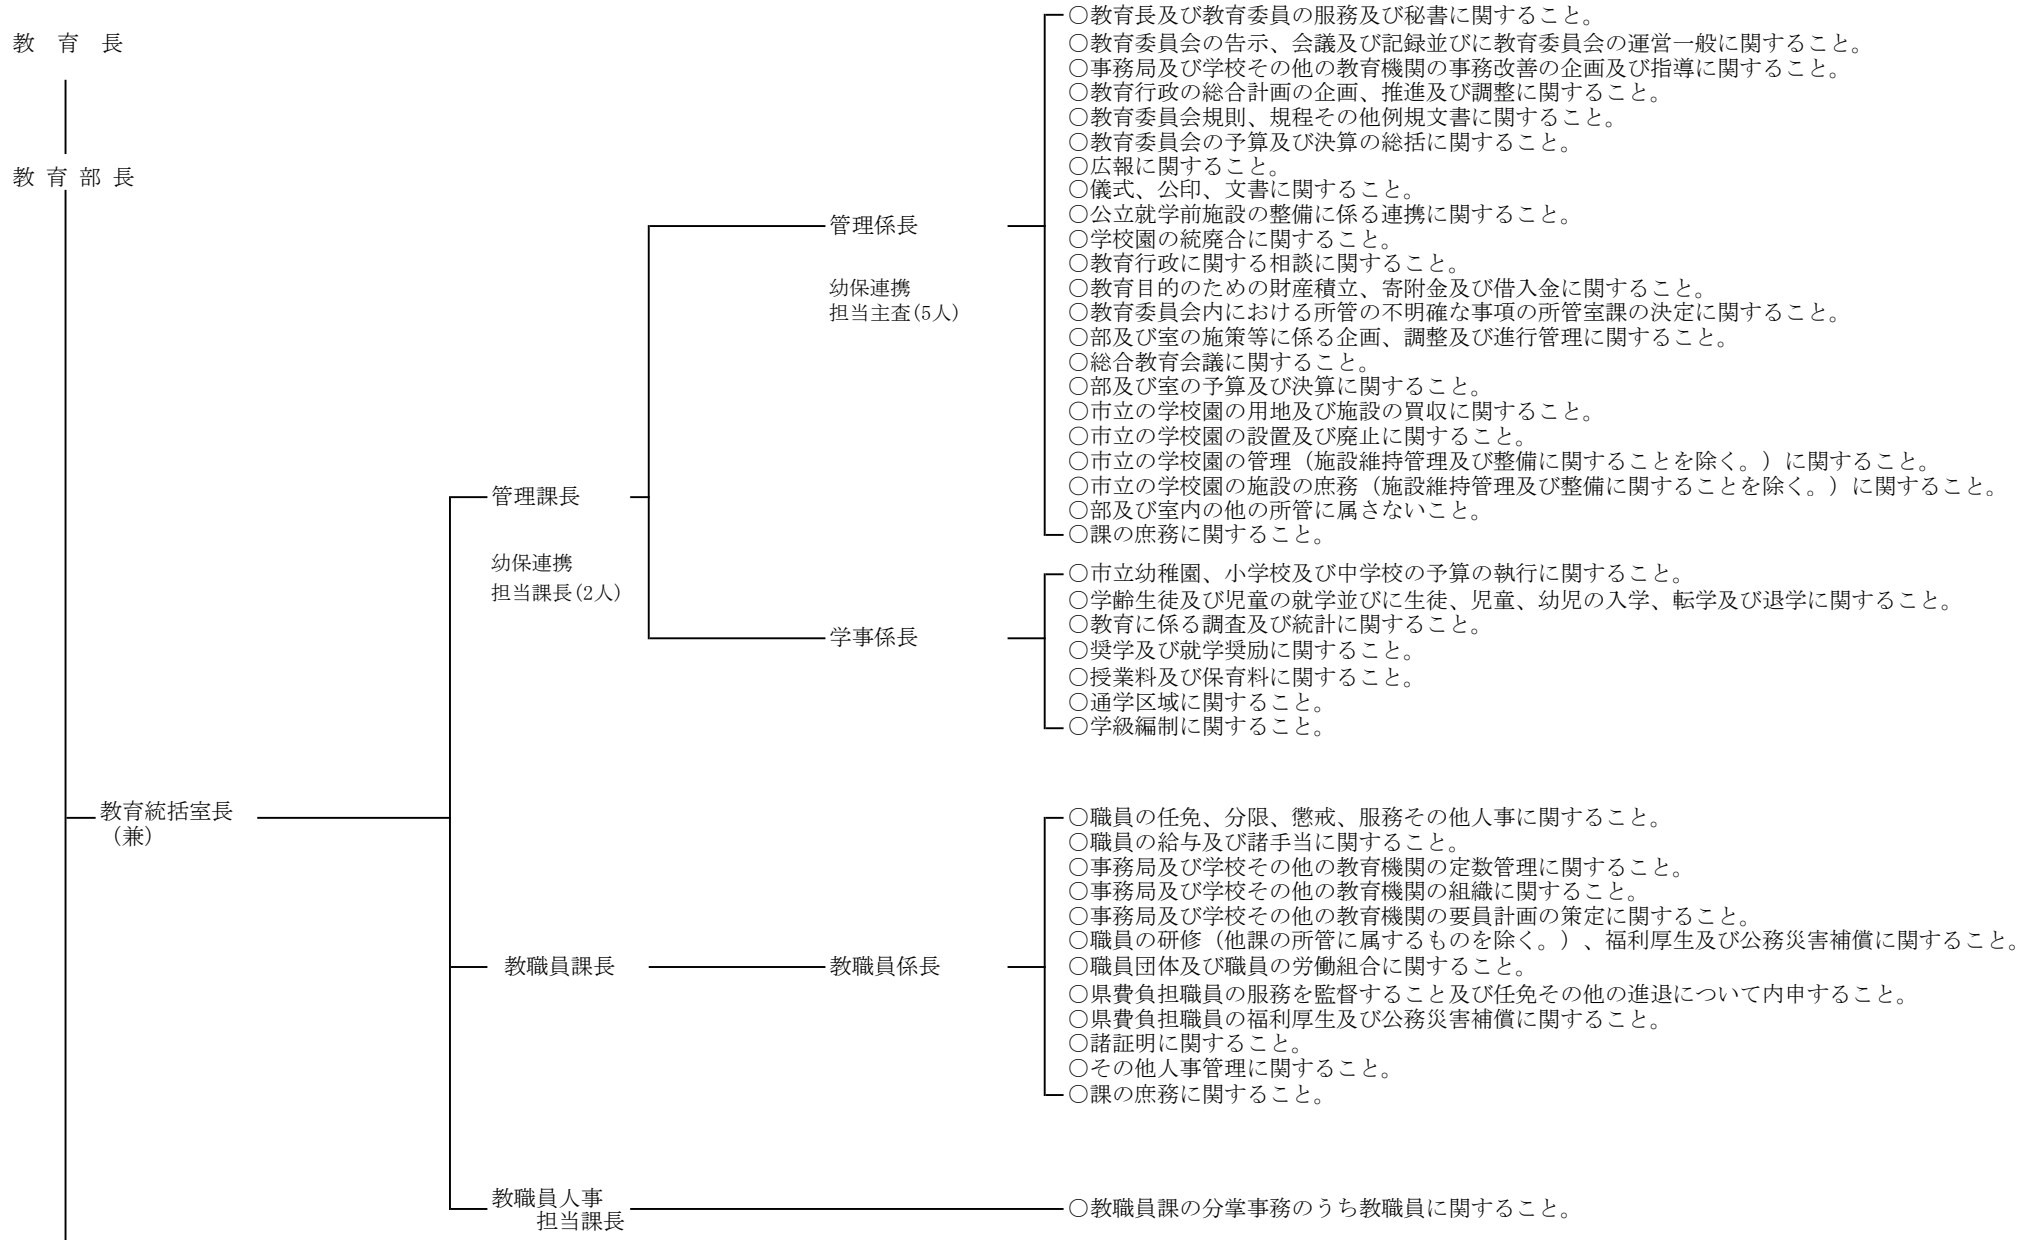 教　育　長
教 育 部 長
教育統括室長
（兼）
管理課長
幼保連携
担当課長(2人)
管理係長
幼保連携
担当主査(5人)
○教育長及び教育委員の服務及び秘書に関すること。
○教育委員会の告示、会議及び記録並びに教育委員会の運営一般に関すること。
○事務局及び学校その他の教育機関の事務改善の企画及び指導に関すること。
○教育行政の総合計画の企画、推進及び調整に関すること。
○教育委員会規則、規程その他例規文書に関すること。
○教育委員会の予算及び決算の総括に関すること。
○広報に関すること。
○儀式、公印、文書に関すること。
○公立就学前施設の整備に係る連携に関すること。
○学校園の統廃合に関すること。
○教育行政に関する相談に関すること。
○教育目的のための財産積立、寄附金及び借入金に関すること。
○教育委員会内における所管の不明確な事項の所管室課の決定に関すること。
○部及び室の施策等に係る企画、調整及び進行管理に関すること。
○総合教育会議に関すること。
○部及び室の予算及び決算に関すること。
○市立の学校園の用地及び施設の買収に関すること。
○市立の学校園の設置及び廃止に関すること。
○市立の学校園の管理（施設維持管理及び整備に関することを除く。）に関すること。
○市立の学校園の施設の庶務（施設維持管理及び整備に関することを除く。）に関すること。
○部及び室内の他の所管に属さないこと。
○課の庶務に関すること。
学事係長
○市立幼稚園、小学校及び中学校の予算の執行に関すること。
○学齢生徒及び児童の就学並びに生徒、児童、幼児の入学、転学及び退学に関すること。
○教育に係る調査及び統計に関すること。
○奨学及び就学奨励に関すること。
○授業料及び保育料に関すること。
○通学区域に関すること。
○学級編制に関すること。
教職員課長
教職員係長
○職員の任免、分限、懲戒、服務その他人事に関すること。
○職員の給与及び諸手当に関すること。
○事務局及び学校その他の教育機関の定数管理に関すること。
○事務局及び学校その他の教育機関の組織に関すること。
○事務局及び学校その他の教育機関の要員計画の策定に関すること。
○職員の研修（他課の所管に属するものを除く。）、福利厚生及び公務災害補償に関すること。
○職員団体及び職員の労働組合に関すること。
○県費負担職員の服務を監督すること及び任免その他の進退について内申すること。
○県費負担職員の福利厚生及び公務災害補償に関すること。
○諸証明に関すること。
○その他人事管理に関すること。
○課の庶務に関すること。
教職員人事
担当課長
○教職員課の分掌事務のうち教職員に関すること。